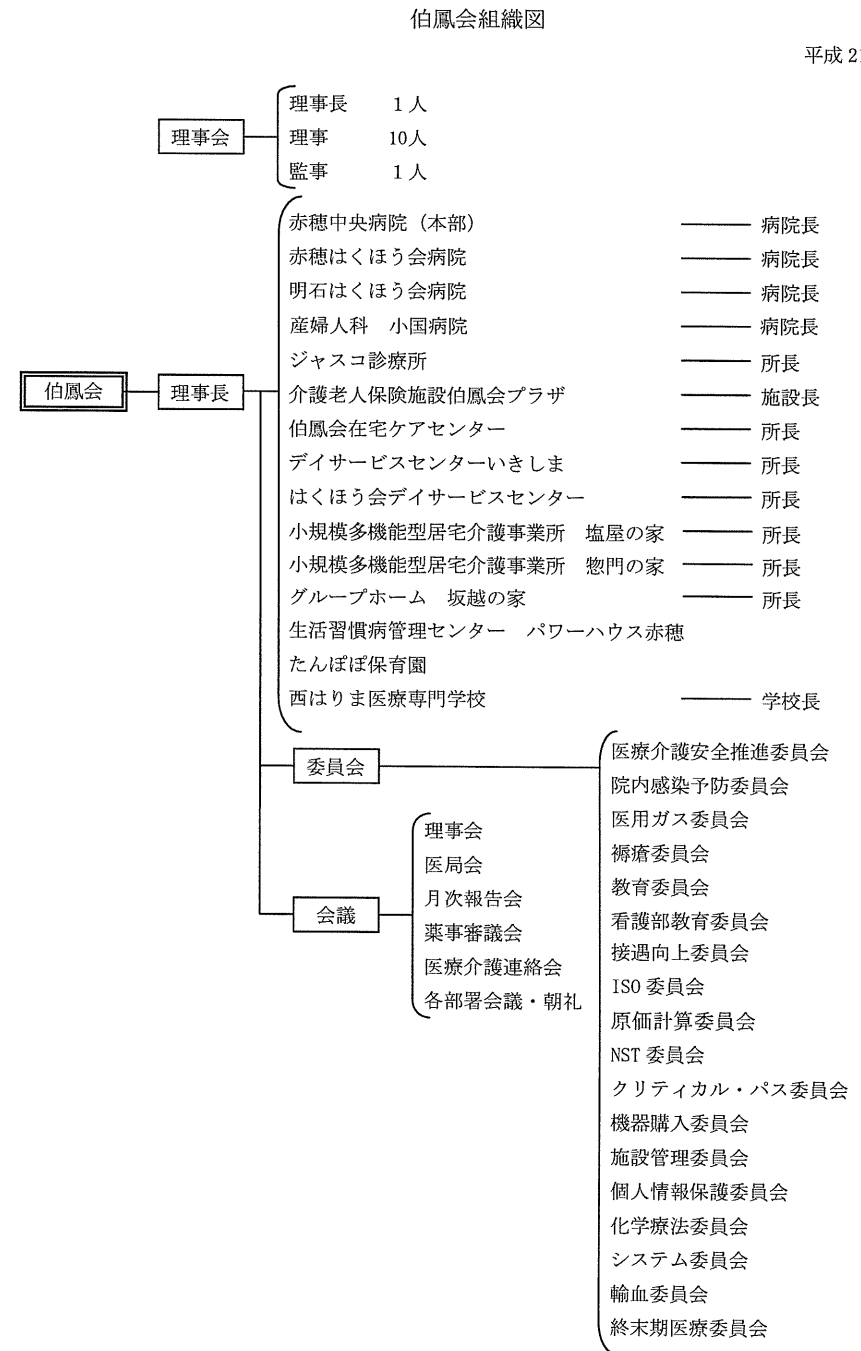 伯鳳会組織図
平成 21
理事会
理事長 1人
理事 10人
監事 1人
伯鳳会
理事長
赤穂中央病院（本部） 病院長
赤穂はくほう会病院 病院長
明石はくほう会病院 病院長
産婦人科 小国病院 病院長
ジャスコ診療所 所長
介護老人保険施設伯鳳会プラザ 施設長
伯鳳会在宅ケアセンター 所長
デイサービスセンターいきしま 所長
はくほう会デイサービスセンター 所長
小規模多機能型居宅介護事業所 塩屋の家 所長
小規模多機能型居宅介護事業所 惣門の家 所長
グループホーム 坂越の家 所長
生活習慣病管理センター パワーハウス赤穂
たんぽぽ保育園
西はりま医療専門学校 学校長
委員会
医療介護安全推進委員会
院内感染予防委員会
医用ガス委員会
褥瘡委員会
教育委員会
看護部教育委員会
接遇向上委員会
ISO 委員会
原価計算委員会
NST 委員会
クリティカル・パス委員会
機器購入委員会
施設管理委員会
個人情報保護委員会
化学療法委員会
システム委員会
輸血委員会
終末期医療委員会
会議
理事会
医局会
月次報告会
薬事審議会
医療介護連絡会
各部署会議・朝礼